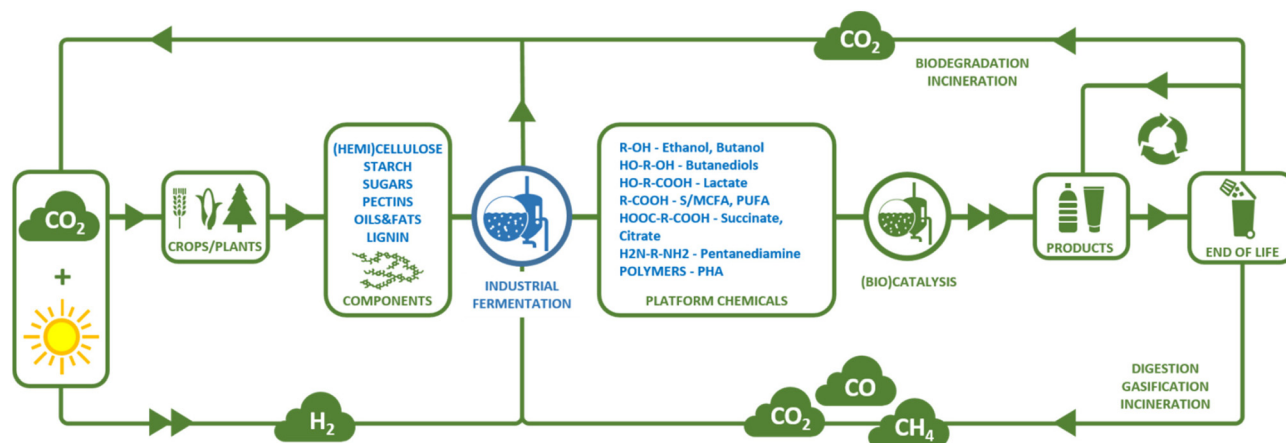 CO2
BIODEGRADATION
INCINERATION
CO2
+
CROPS/PLANTS
(HEMI)CELLULOSE
STARCH
SUGARS
PECTINS
OILS&FATS
LIGNIN
COMPONENTS
INDUSTRIAL
FERMENTATION
R-OH - Ethanol, Butanol
HO-R-OH - Butanediols
HO-R-COOH - Lactate
R-COOH - S/MCFA, PUFA
HOOC-R-COOH - Succinate,
Citrate
H2N-R-NH2 - Pentanediamine
POLYMERS - PHA
PLATFORM CHEMICALS
(BIO)CATALYSIS
PRODUCTS
END OF LIFE
H2
CO2
CO
CH4
DIGESTION
GASIFICATION
INCINERATION